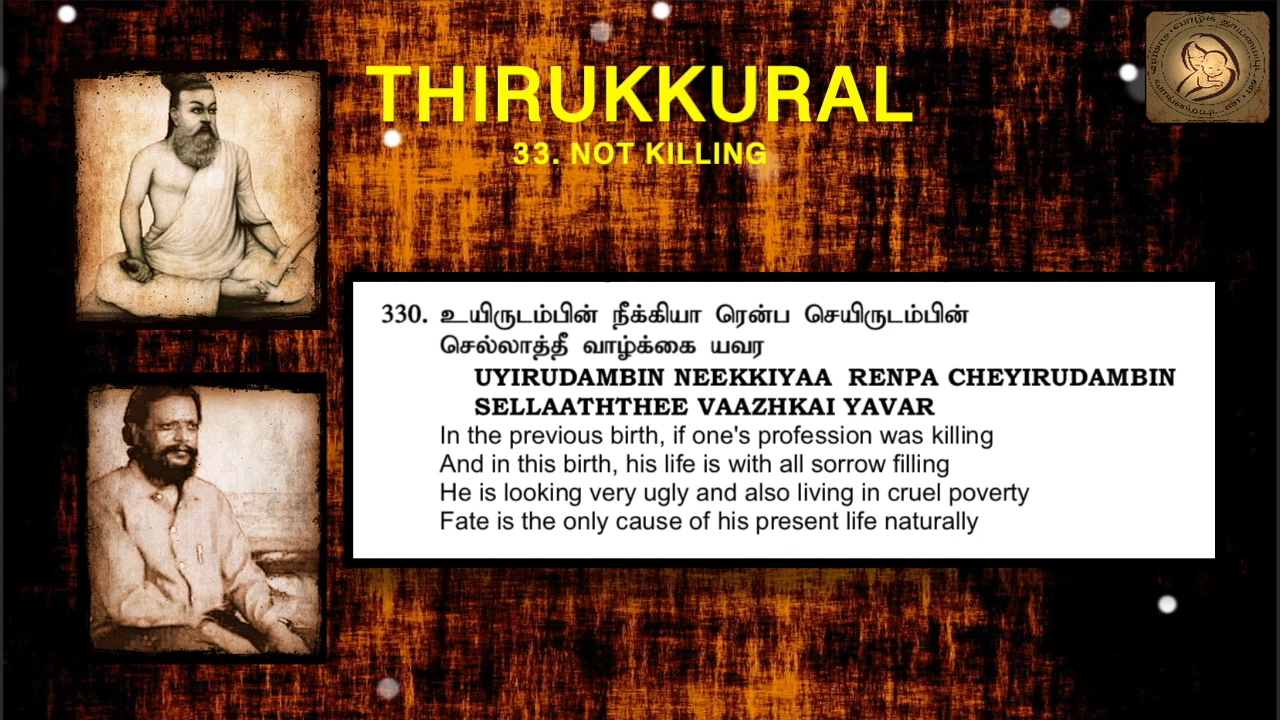 THIRUKKURAL
33. NOT KILLING
330. உயிருடம்பின் நீக்கியா ரென்ப செயிருடம்பின்
செல்லாத்தீ வாழ்க்கை யவர
UYIRUDAMBIN NEEKKIYAA RENPA CHEYIRUDAMBIN
SELLAATHTHEE VAAZHKAI YAVAR
In the previous birth, if one's profession was killing
And in this birth, his life is with all sorrow filling
He is looking very ugly and also living in cruel poverty
Fate is the only cause of his present life naturally